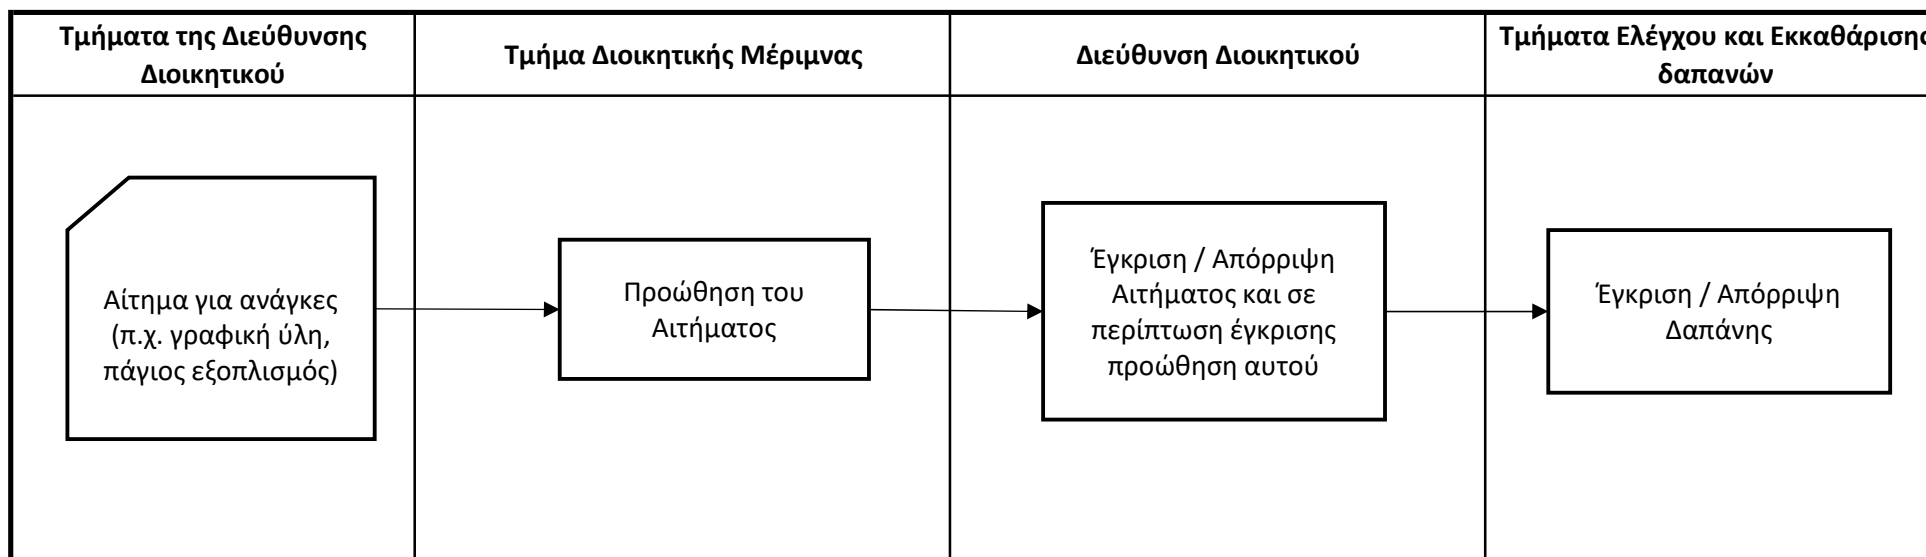 Τμήματα της Διεύθυνσης
Διοικητικού
Τμήμα Διοικητικής Μέριμνας
Διεύθυνση Διοικητικού
Τμήματα Ελέγχου και Εκκαθάρισης
δαπανών
Αίτημα για ανάγκες
(π.χ. γραφική ύλη,
πάγιος εξοπλισμός)
Προώθηση του
Αιτήματος
Έγκριση / Απόρριψη
Αιτήματος και σε
περίπτωση έγκρισης
προώθηση αυτού
Έγκριση / Απόρριψη
Δαπάνης